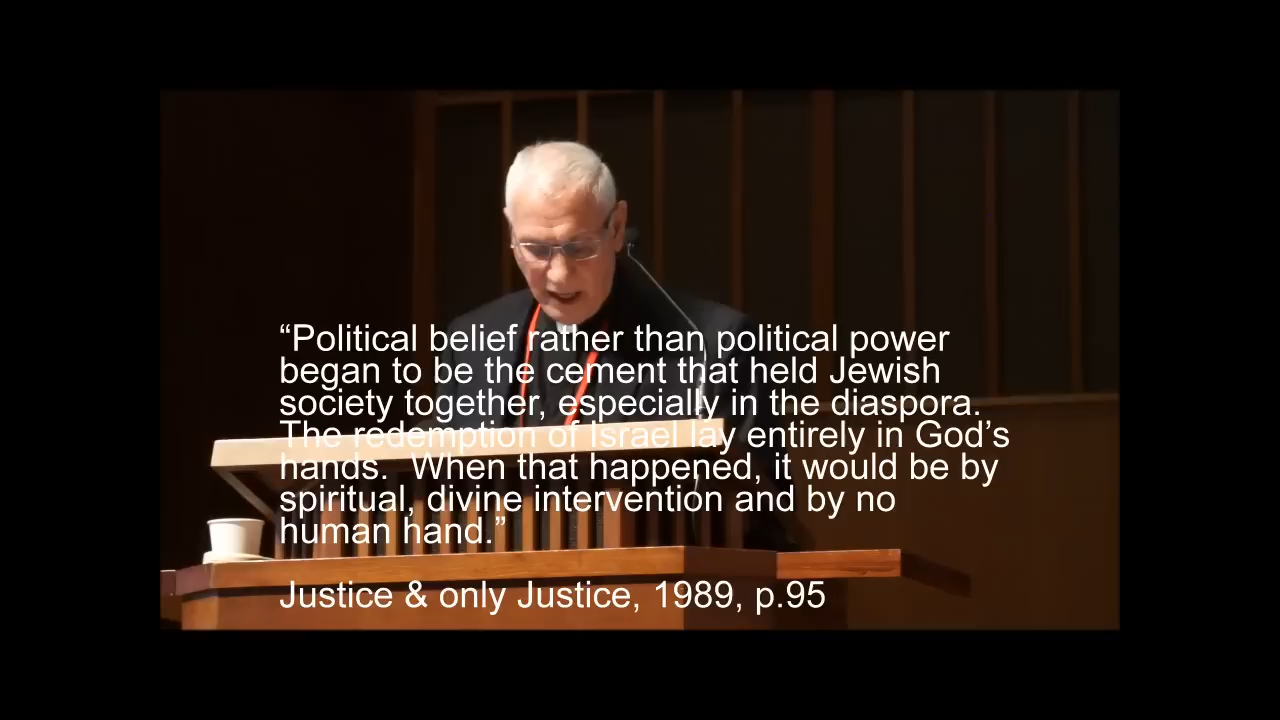 “Political belief rather than political power
began to be the cement that held Jewish
society together, especially in the diaspora.
The redemption of Israel lay entirely in God’s
hands.  When that happened, it would be by
spiritual, divine intervention and by no
human hand.”
Justice & only Justice, 1989, p.95